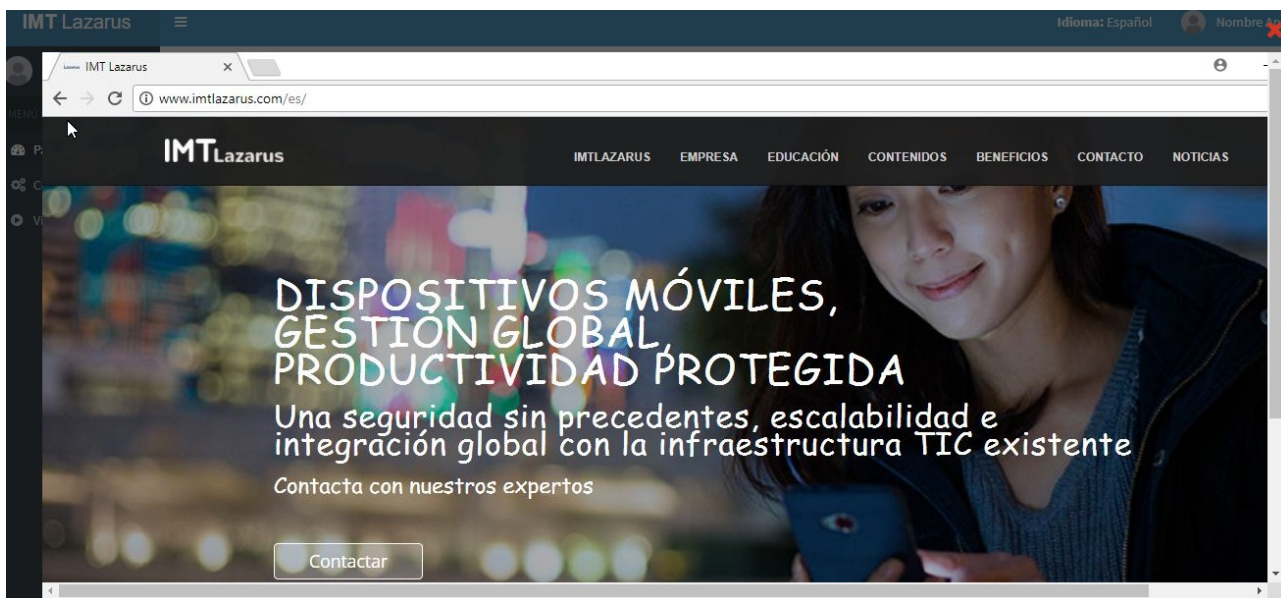 IMT Lazarus
Idioma: Español
Nombre
IMT Lazarus
www.imtlazarus.com/es/
IMTLazarus
IMTLAZARUS EMPRESA EDUCACIÓN CONTENIDOS BENEFICIOS CONTACTO NOTICIAS
DISPOSITIVOS MÓVILES,
GESTIÓN GLOBAL,
PRODUCTIVIDAD PROTEGIDA
Una seguridad sin precedentes, escalabilidad e
integración global con la infraestructura TIC existente
Contacta con nuestros expertos
Contactar